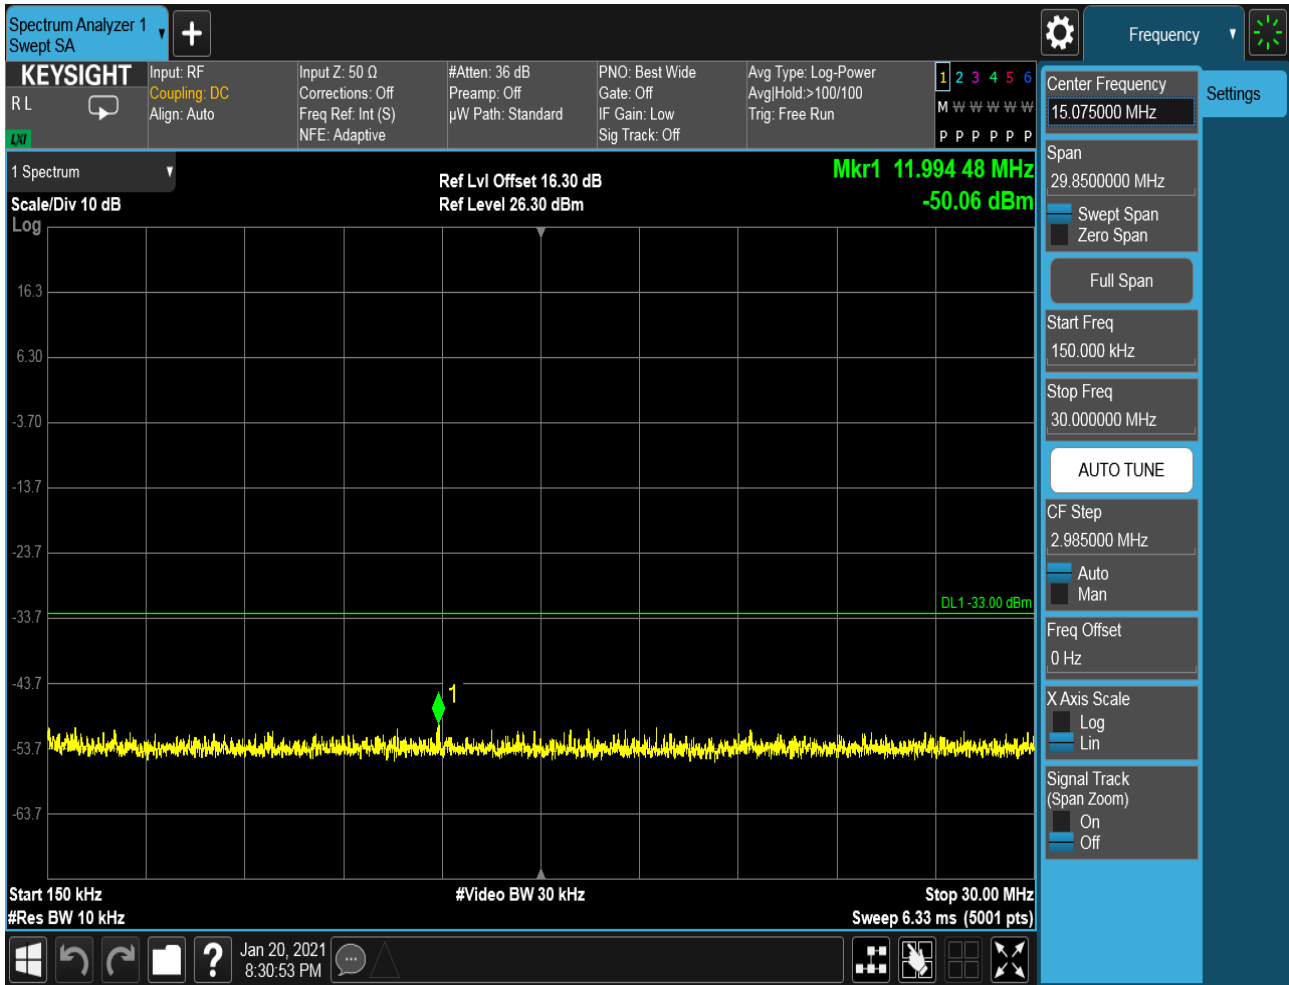 Spectrum Analyzer 1
Swept SA
Frequency
KEYSIGHT
R L
LXI
Input: RF
Coupling: DC
Align: Auto
Input Z: 50 Ω
Corrections: Off
Freq Ref: Int (S)
NFE: Adaptive
#Atten: 36 dB
Preamp: Off
µW Path: Standard
PNO: Best Wide
Gate: Off
IF Gain: Low
Sig Track: Off
Avg Type: Log-Power
Avg|Hold:>100/100
Trig: Free Run
1 2 3 4 5 6
M W W W W W
P P P P P P
1 Spectrum
Scale/Div 10 dB
Log
Ref Lvl Offset 16.30 dB
Ref Level 26.30 dBm
Mkr1 11.994 48 MHz
-50.06 dBm
16.3
6.30
-3.70
-13.7
-23.7
-33.7
-43.7
-53.7
-63.7
DL1 -33.00 dBm
1
Start 150 kHz
#Res BW 10 kHz
#Video BW 30 kHz
Stop 30.00 MHz
Sweep 6.33 ms (5001 pts)
Jan 20, 2021
8:30:53 PM
Center Frequency
15.075000 MHz
Settings
Span
29.8500000 MHz
Swept Span
Zero Span
Full Span
Start Freq
150.000 kHz
Stop Freq
30.000000 MHz
AUTO TUNE
CF Step
2.985000 MHz
Auto
Man
Freq Offset
0 Hz
X Axis Scale
Log
Lin
Signal Track
(Span Zoom)
On
Off